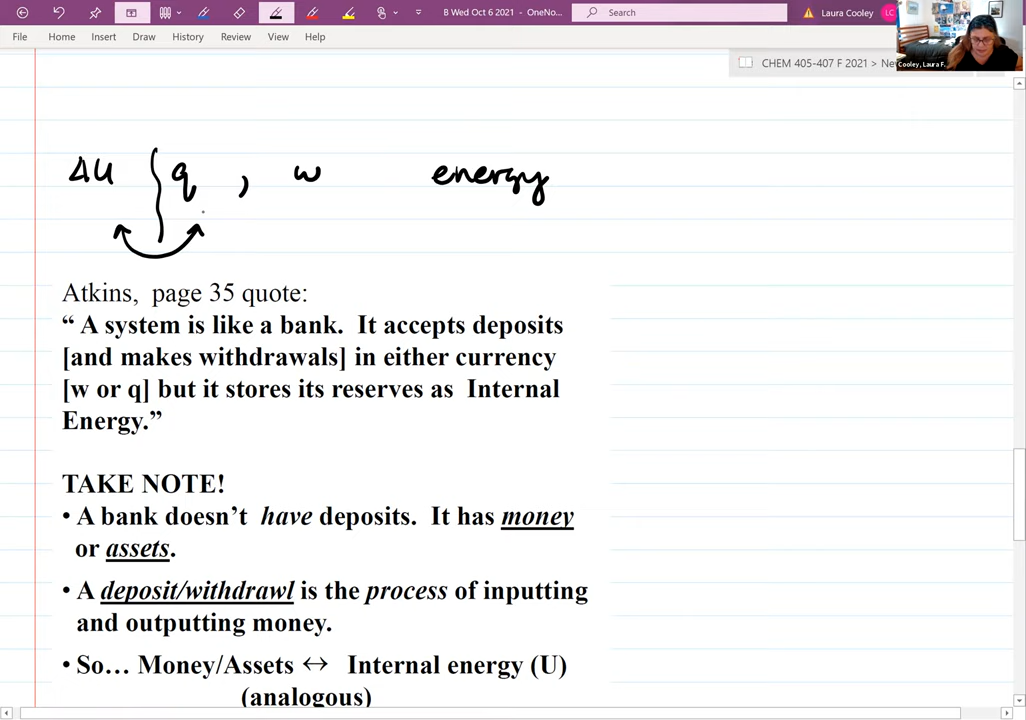 B Wed Oct 6 2021 - OneNo...
Search
Laura Cooley
LC
File Home Insert Draw History Review View Help
CHEM 405-407 F 2021 > Ne
Cooley, Laura F.
ΔU q, w energy
Atkins, page 35 quote:
“ A system is like a bank. It accepts deposits
[and makes withdrawals] in either currency
[w or q] but it stores its reserves as Internal
Energy.”
TAKE NOTE!
• A bank doesn’t have deposits. It has money
or assets.
• A deposit/withdrawl is the process of inputting
and outputting money.
• So… Money/Assets ↔ Internal energy (U)
(analogous)